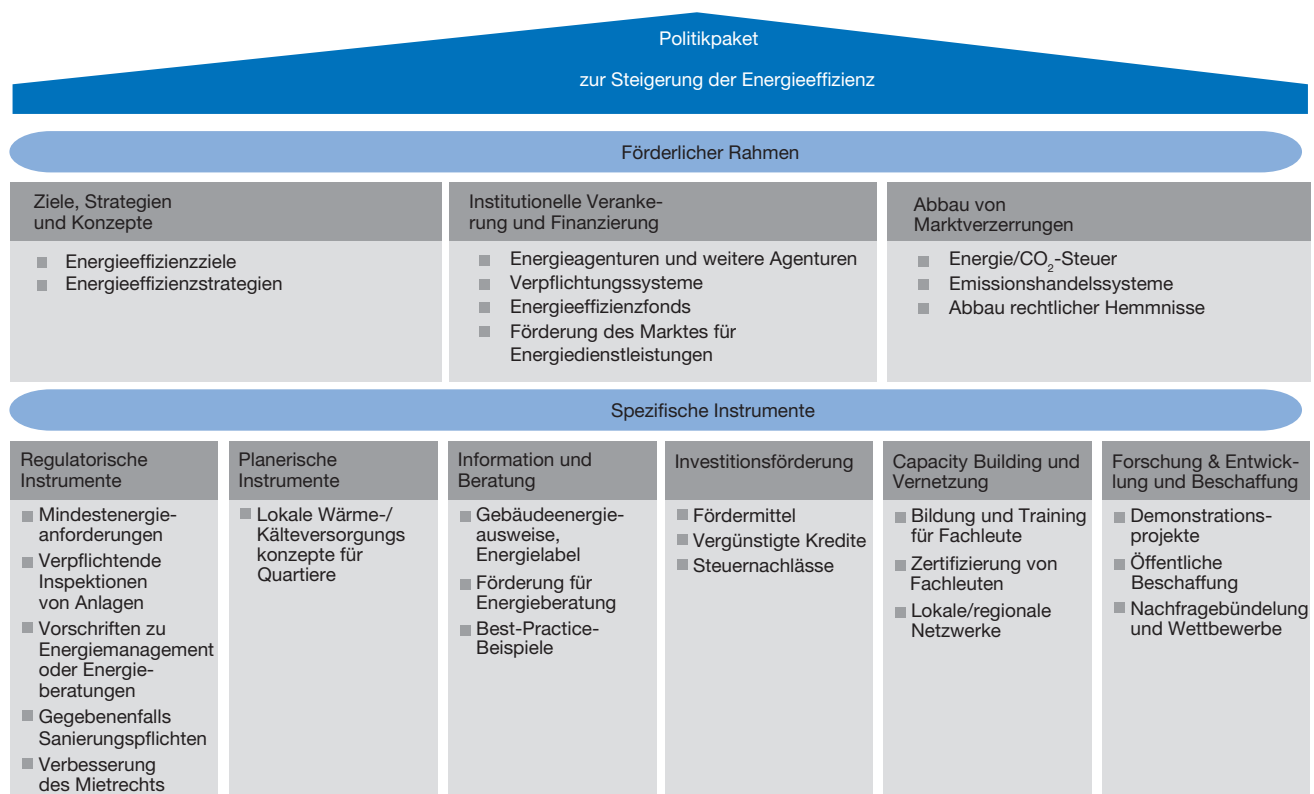 Politikpaket
zur Steigerung der Energieeffizienz
Förderlicher Rahmen
Ziele, Strategien
und Konzepte
Energieeffizienzziele
Energieeffizienzstrategien
Institutionelle Veranke-
rung und Finanzierung
Energieagenturen und weitere Agenturen
Verpflichtungssysteme
Energieeffizienzfonds
Förderung des Marktes für
Energiedienstleistungen
Abbau von
Marktverzerrungen
Energie/CO₂-Steuer
Emissionshandelssysteme
Abbau rechtlicher Hemmnisse
Spezifische Instrumente
Regulatorische
Instrumente
Mindestenergie-
anforderungen
Verpflichtende
Inspektionen
von Anlagen
Vorschriften zu
Energiemanagement
oder Energie-
beratungen
Gegebenenfalls
Sanierungspflichten
Verbesserung
des Mietrechts
Planerische
Instrumente
Lokale Wärme-/
Kälteversorgungs
konzepte für
Quartiere
Information und
Beratung
Gebäudeenergie-
ausweise,
Energielabel
Förderung für
Energieberatung
Best-Practice-
Beispiele
Investitionsförderung
Fördermittel
Vergünstigte Kredite
Steuernachlässe
Capacity Building und
Vernetzung
Bildung und Training
für Fachleute
Zertifizierung von
Fachleuten
Lokale/regionale
Netzwerke
Forschung & Entwick-
lung und Beschaffung
Demonstrations-
projekte
Öffentliche
Beschaffung
Nachfragebündelung
und Wettbewerbe